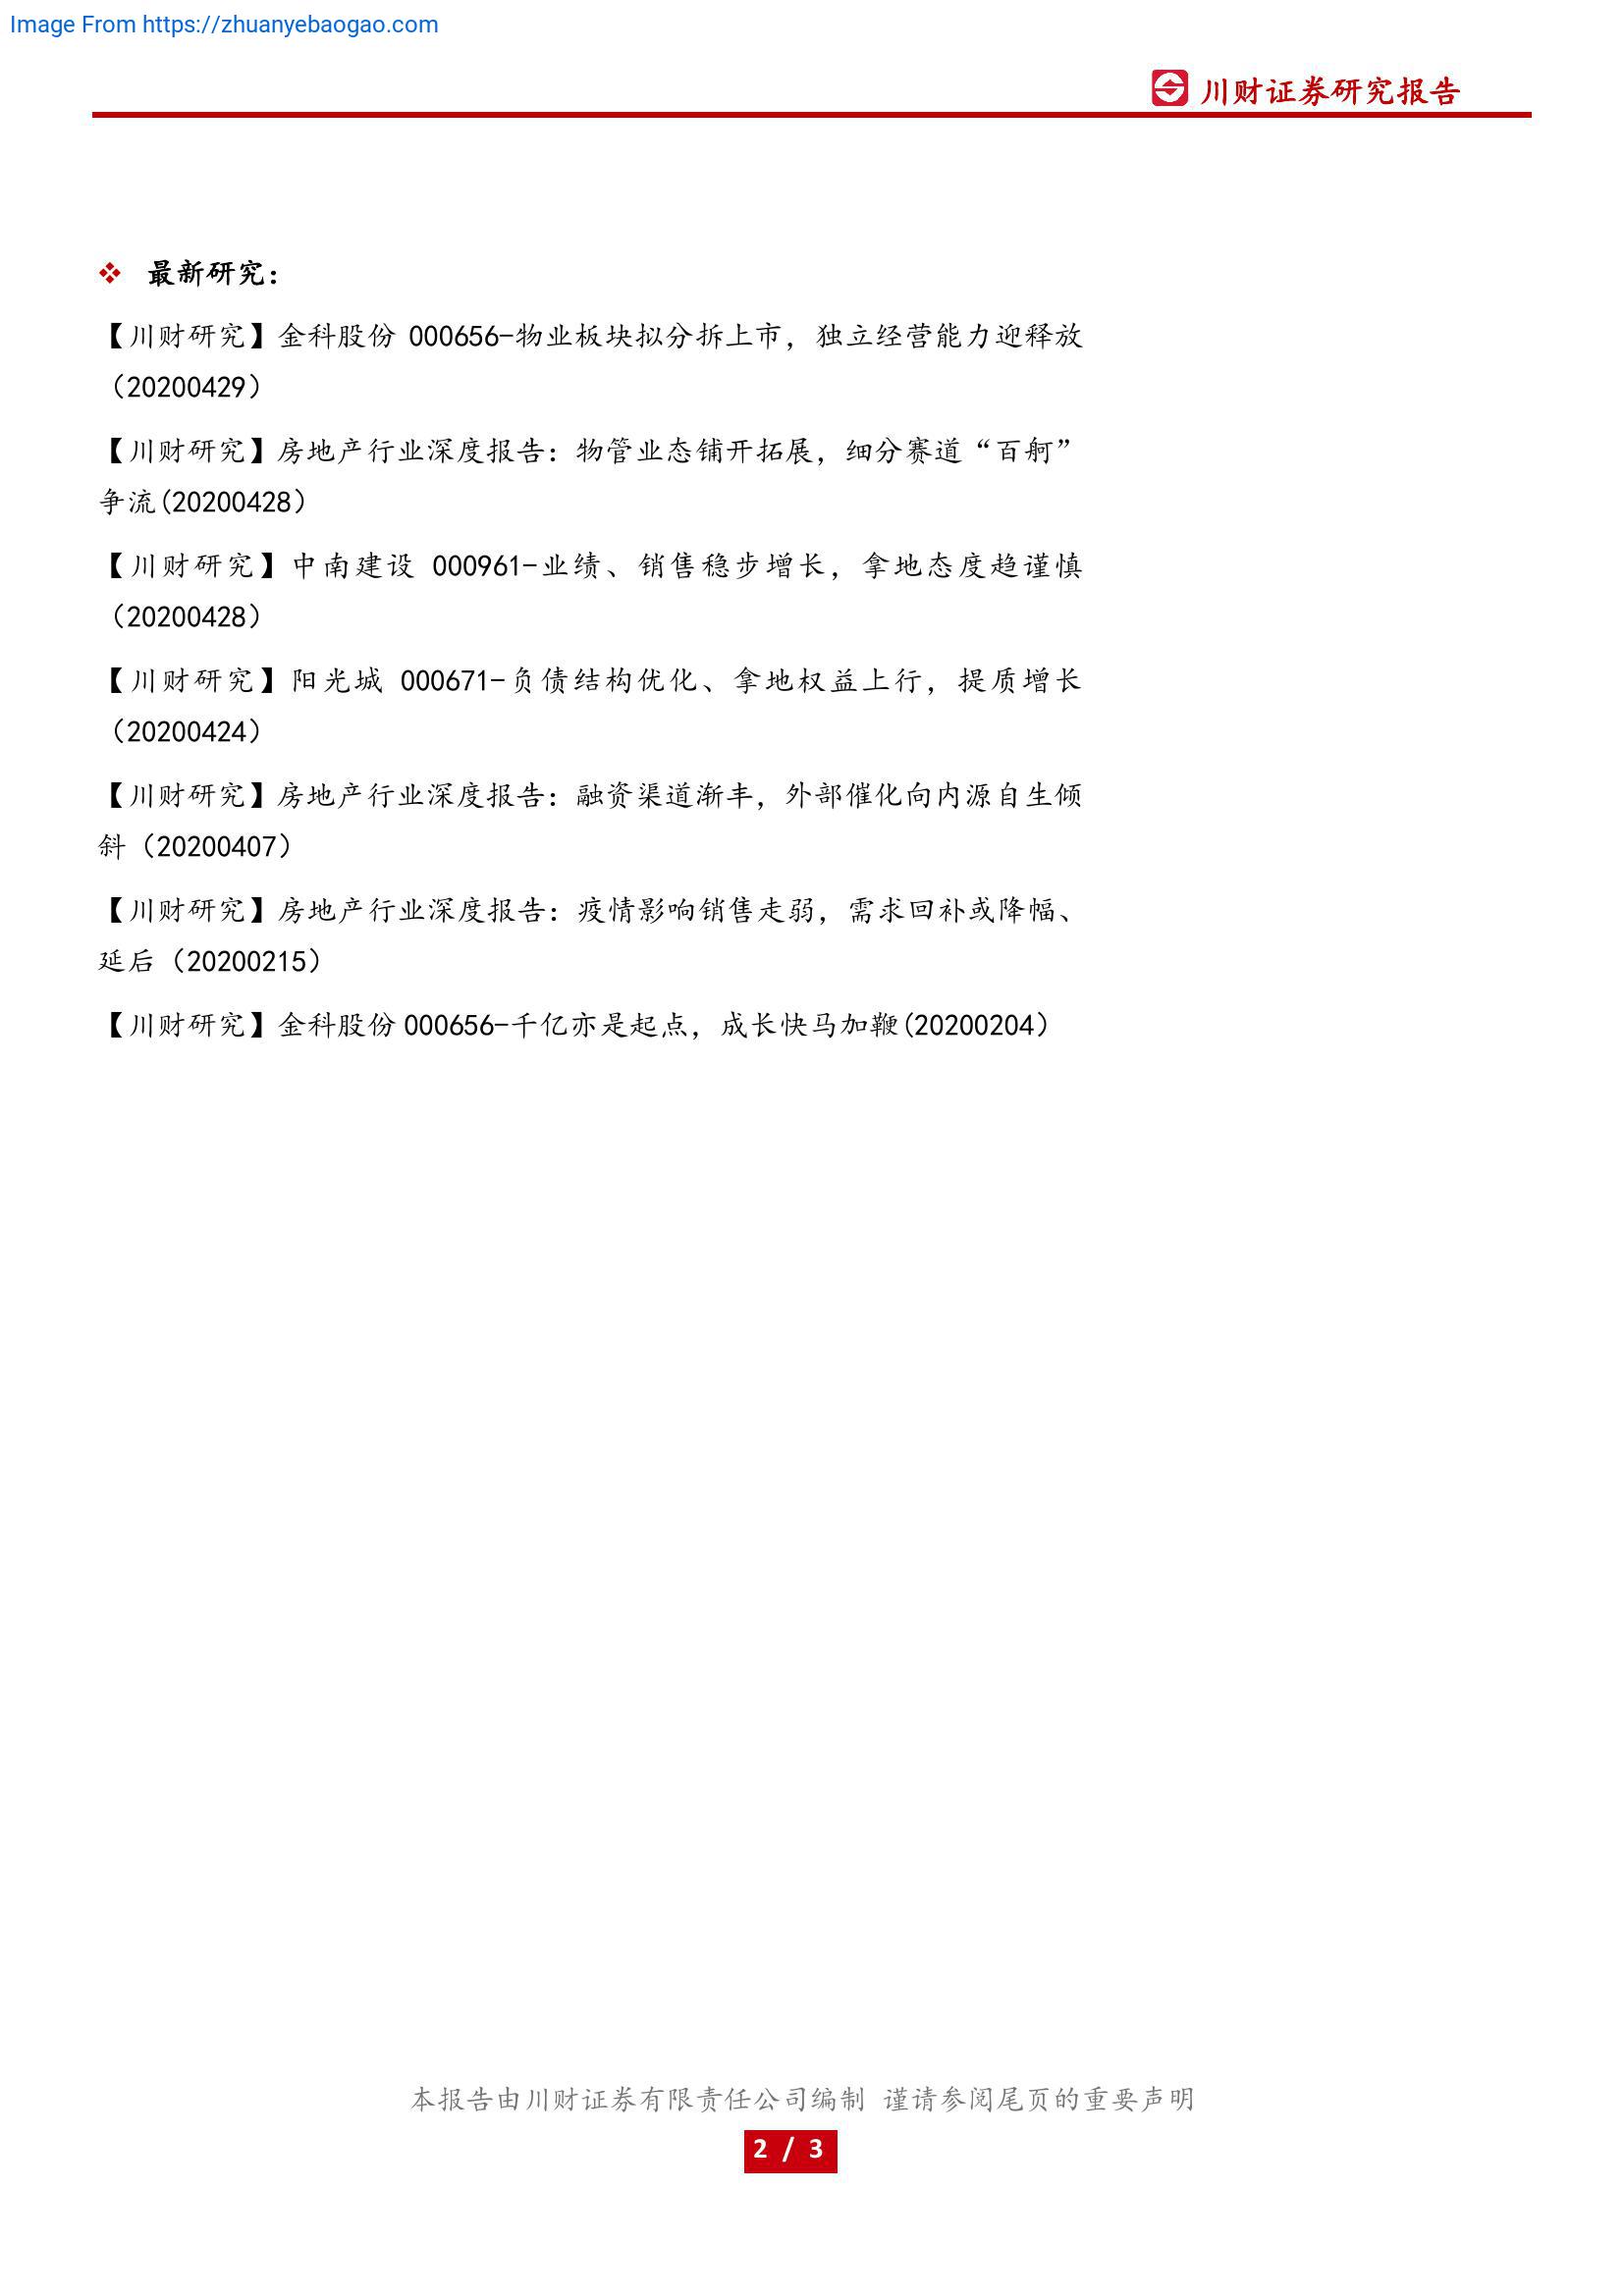 Image From https://zhuanyebaogao.com
川财证券研究报告
❖ 最新研究：
【川财研究】金科股份 000656-物业板块拟分拆上市，独立经营能力迎释放
（20200429）
【川财研究】房地产行业深度报告：物管业态铺开拓展，细分赛道“百舸”
争流(20200428）
【川财研究】中南建设 000961-业绩、销售稳步增长，拿地态度趋谨慎
（20200428）
【川财研究】阳光城 000671-负债结构优化、拿地权益上行，提质增长
（20200424）
【川财研究】房地产行业深度报告：融资渠道渐丰，外部催化向内源自生倾
斜（20200407）
【川财研究】房地产行业深度报告：疫情影响销售走弱，需求回补或降幅、
延后（20200215）
【川财研究】金科股份 000656-千亿亦是起点，成长快马加鞭(20200204）
本报告由川财证券有限责任公司编制 谨请参阅尾页的重要声明
2 / 3